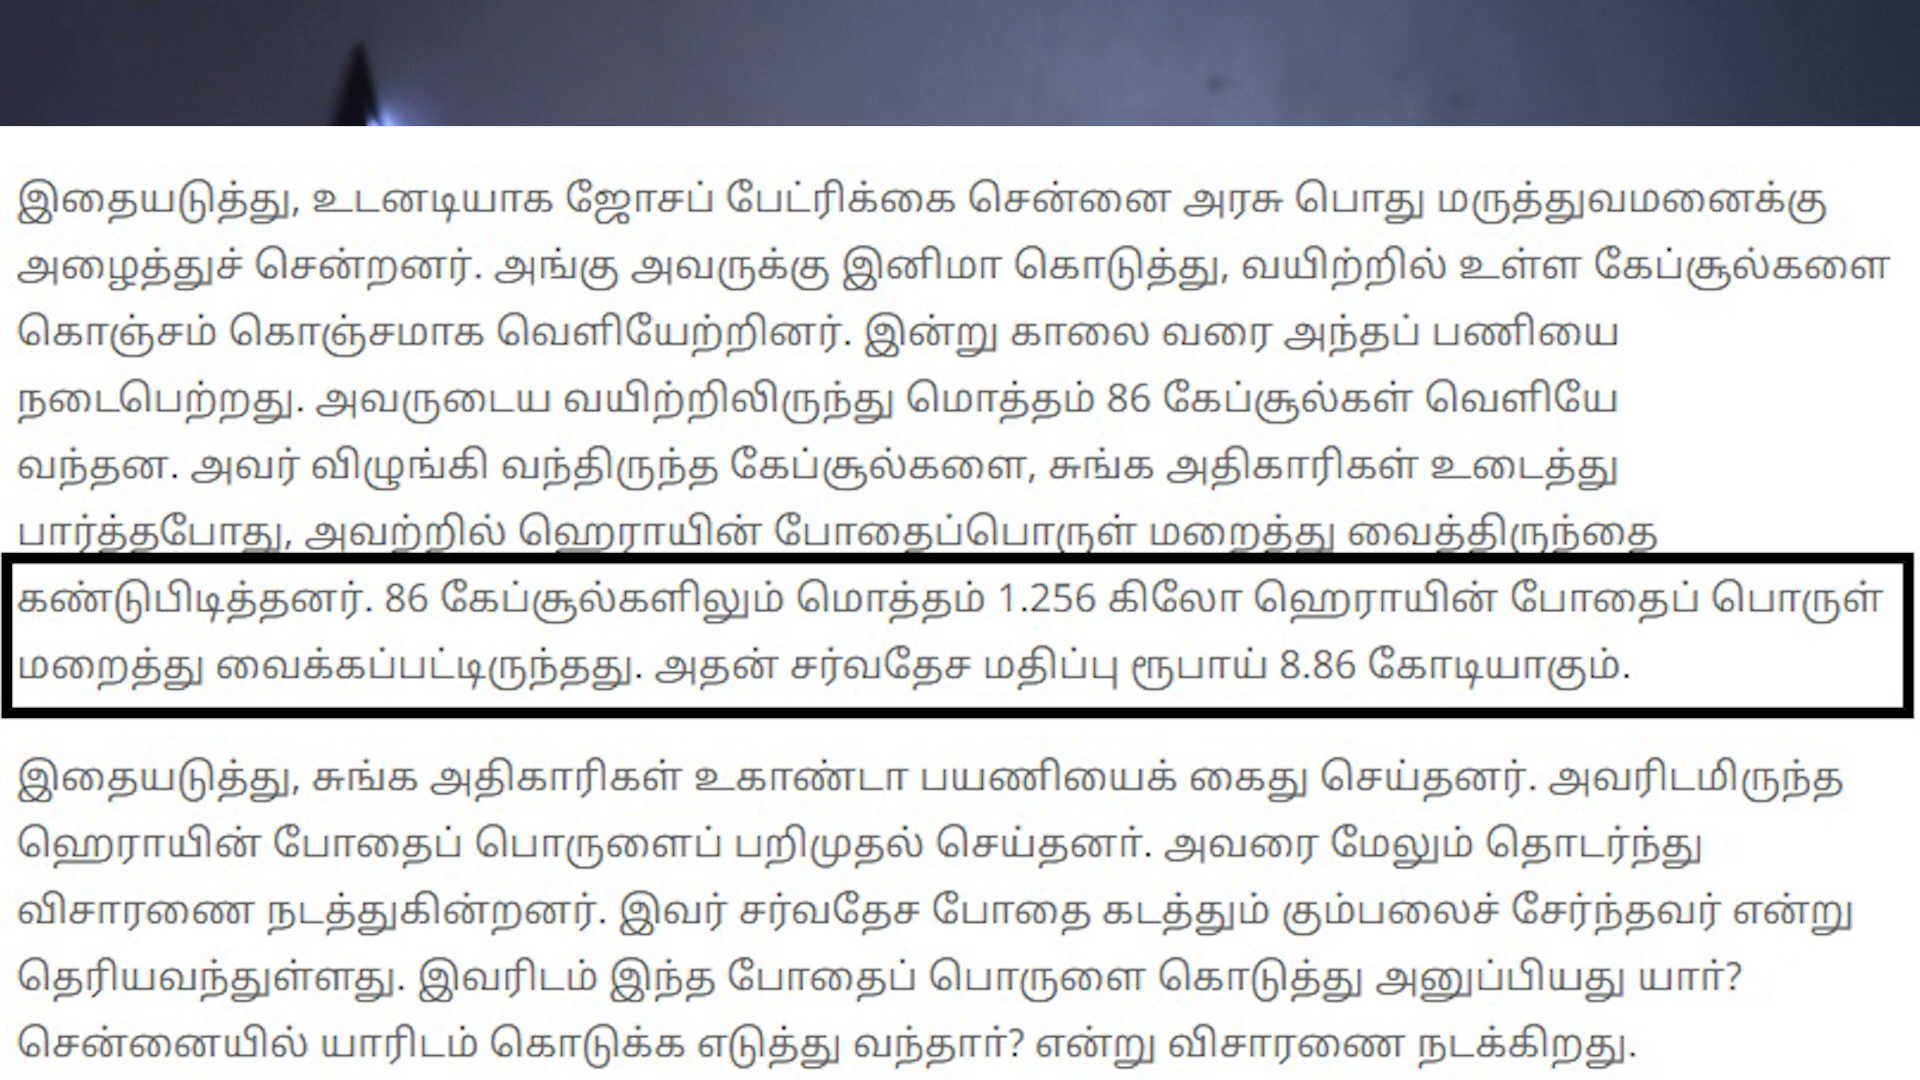 இதையடுத்து, உடனடியாக ஜோசப் பேட்ரிக்கை சென்னை அரசு பொது மருத்துவமனைக்கு
அழைத்துச் சென்றனர். அங்கு அவருக்கு இனிமா கொடுத்து, வயிற்றில் உள்ள கேப்சூல்களை
கொஞ்சம் கொஞ்சமாக வெளியேற்றினர். இன்று காலை வரை அந்தப் பணியை
நடைபெற்றது. அவருடைய வயிற்றிலிருந்து மொத்தம் 86 கேப்சூல்கள் வெளியே
வந்தன. அவர் விழுங்கி வந்திருந்த கேப்சூல்களை, சுங்க அதிகாரிகள் உடைத்து
பார்த்தபோது, அவற்றில் ஹெராயின் போதைப்பொருள் மறைத்து வைத்திருந்தை
கண்டுபிடித்தனர். 86 கேப்சூல்களிலும் மொத்தம் 1.256 கிலோ ஹெராயின் போதைப் பொருள்
மறைத்து வைக்கப்பட்டிருந்தது. அதன் சர்வதேச மதிப்பு ரூபாய் 8.86 கோடியாகும்.
இதையடுத்து, சுங்க அதிகாரிகள் உகாண்டா பயணியைக் கைது செய்தனர். அவரிடமிருந்த
ஹெராயின் போதைப் பொருளைப் பறிமுதல் செய்தனர். அவரை மேலும் தொடர்ந்து
விசாரணை நடத்துகின்றனர். இவர் சர்வதேச போதை கடத்தும் கும்பலைச் சேர்ந்தவர் என்று
தெரியவந்துள்ளது. இவரிடம் இந்த போதைப் பொருளை கொடுத்து அனுப்பியது யார்?
சென்னையில் யாரிடம் கொடுக்க எடுத்து வந்தார்? என்று விசாரணை நடக்கிறது.